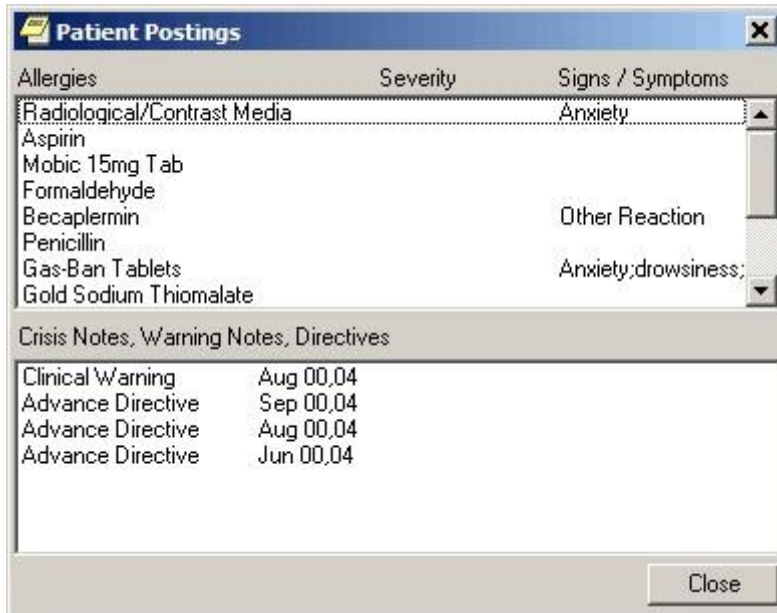 Patient Postings
Allergies Severity Signs / Symptoms
Radiological/Contrast Media Anxiety
Aspirin
Mobic 15mg Tab
Formaldehyde
Becaplermin Other Reaction
Penicillin
Gas-Ban Tablets Anxiety;drowsiness;
Gold Sodium Thiomalate
Crisis Notes, Warning Notes, Directives
Clinical Warning Aug 00,04
Advance Directive Sep 00,04
Advance Directive Aug 00,04
Advance Directive Jun 00,04
Close